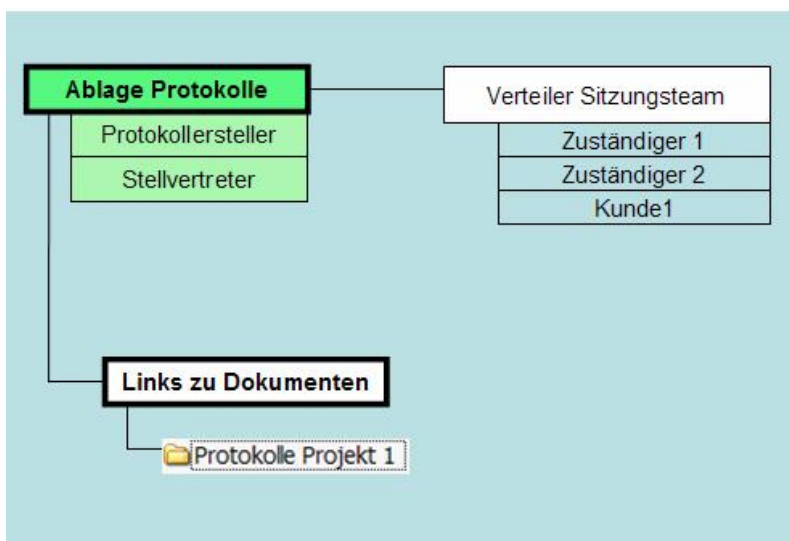 Ablage Protokolle
Protokollersteller
Stellvertreter
Verteiler Sitzungsteam
Zuständiger 1
Zuständiger 2
Kunde1
Links zu Dokumenten
Protokolle Projekt 1